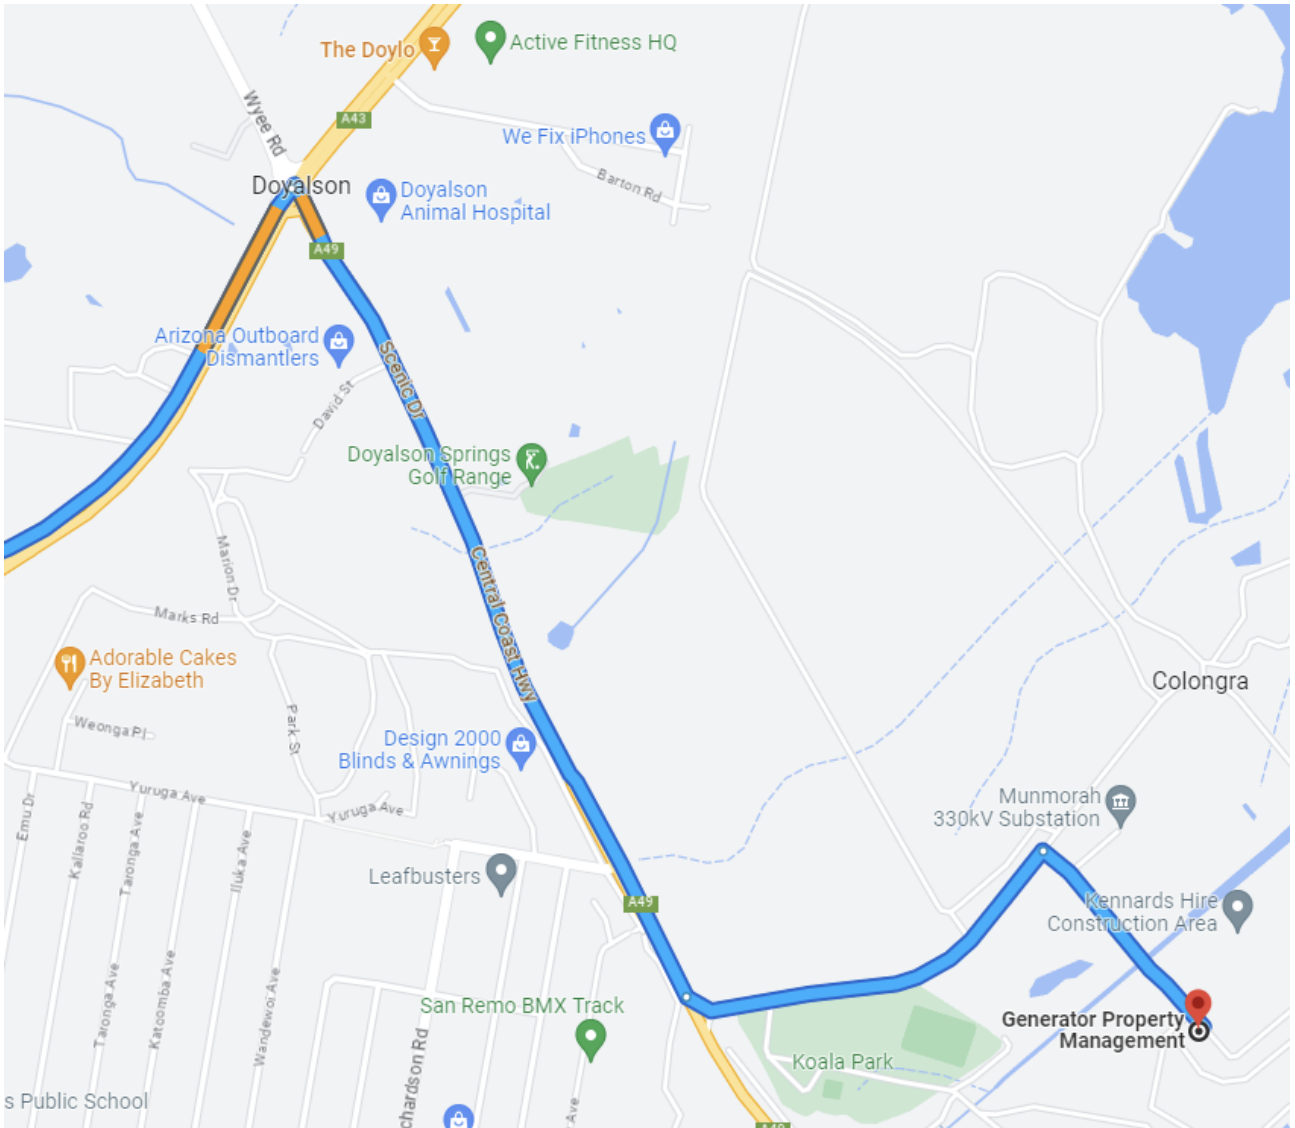 The Doylo
Active Fitness HQ
Wyee Rd
A43
We Fix iPhones
Barton Rd
Doyalson
Doyalson
Animal Hospital
A49
Arizona Outboard
Dismantlers
Scenic Dr
David St
Doyalson Springs
Golf Range
Marion Dr
Central Coast Hwy
Marks Rd
Adorable Cakes
By Elizabeth
Colongra
Weonga Pl
Park St
Design 2000
Blinds & Awnings
Yuruga Ave
Yuruga Ave
Munmorah
330kV Substation
Emu Dr
Kallaroo Rd
Taronga Ave
Iluka Ave
Leafbusters
A49
Kennards Hire
Construction Area
Taronga Ave
Katoomba Ave
Wandewoi Ave
San Remo BMX Track
Generator Property
Management
Koala Park
chardson Rd
s Public School
Ave
A49